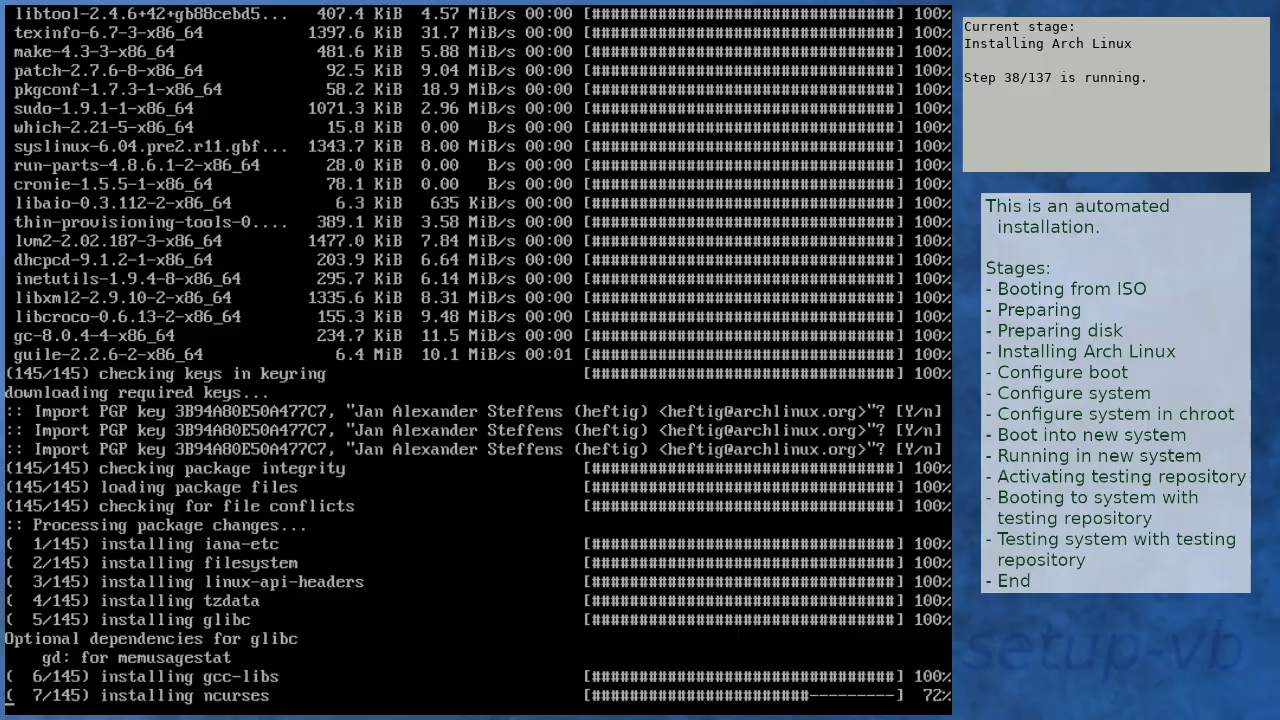 libtool-2.4.6+42+gb88cebd5... 407.4 KiB 4.57 MiB/s 00:00 [################################] 100%
texinfo-6.7-3-x86_64 1397.6 KiB 31.7 MiB/s 00:00 [################################] 100%
make-4.3-3-x86_64 481.6 KiB 5.88 MiB/s 00:00 [################################] 100%
patch-2.7.6-8-x86_64 92.5 KiB 9.04 MiB/s 00:00 [################################] 100%
pkgconf-1.7.3-1-x86_64 58.2 KiB 18.9 MiB/s 00:00 [################################] 100%
sudo-1.9.1-1-x86_64 1071.3 KiB 2.96 MiB/s 00:00 [################################] 100%
which-2.21-5-x86_64 15.8 KiB 0.00 B/s 00:00 [################################] 100%
syslinux-6.04.pre2.r11.gbf... 1343.7 KiB 8.00 MiB/s 00:00 [################################] 100%
run-parts-4.8.6.1-2-x86_64 28.0 KiB 0.00 B/s 00:00 [################################] 100%
cronie-1.5.5-1-x86_64 78.1 KiB 0.00 B/s 00:00 [################################] 100%
libaio-0.3.112-2-x86_64 6.3 KiB 635 KiB/s 00:00 [################################] 100%
thin-provisioning-tools-0.... 389.1 KiB 3.58 MiB/s 00:00 [################################] 100%
lvm2-2.02.187-3-x86_64 1477.0 KiB 7.84 MiB/s 00:00 [################################] 100%
dhcpcd-9.1.2-1-x86_64 203.9 KiB 6.64 MiB/s 00:00 [################################] 100%
inetutils-1.9.4-8-x86_64 295.7 KiB 6.14 MiB/s 00:00 [################################] 100%
libxml2-2.9.10-2-x86_64 1335.6 KiB 8.31 MiB/s 00:00 [################################] 100%
libcroco-0.6.13-2-x86_64 155.3 KiB 9.48 MiB/s 00:00 [################################] 100%
gc-8.0.4-4-x86_64 234.7 KiB 11.5 MiB/s 00:00 [################################] 100%
guile-2.2.6-2-x86_64 6.4 MiB 10.1 MiB/s 00:01 [################################] 100%
(145/145) checking keys in keyring [################################] 100%
downloading required keys...
:: Import PGP key 3B94A80E50A477C7, "Jan Alexander Steffens (heftig) <heftig@archlinux.org>"? [Y/n]
:: Import PGP key 3B94A80E50A477C7, "Jan Alexander Steffens (heftig) <heftig@archlinux.org>"? [Y/n]
:: Import PGP key 3B94A80E50A477C7, "Jan Alexander Steffens (heftig) <heftig@archlinux.org>"? [Y/n]
(145/145) checking package integrity [################################] 100%
(145/145) loading package files [################################] 100%
(145/145) checking for file conflicts [################################] 100%
:: Processing package changes...
( 1/145) installing iana-etc [################################] 100%
( 2/145) installing filesystem [################################] 100%
( 3/145) installing linux-api-headers [################################] 100%
( 4/145) installing tzdata [################################] 100%
( 5/145) installing glibc [################################] 100%
Optional dependencies for glibc
gd: for memusagestat
( 6/145) installing gcc-libs [################################] 100%
( 7/145) installing ncurses [#######################---------] 72%
_
Current stage:
Installing Arch Linux
Step 38/137 is running.
This is an automated
installation.
Stages:
- Booting from ISO
- Preparing
- Preparing disk
- Installing Arch Linux
- Configure boot
- Configure system
- Configure system in chroot
- Boot into new system
- Running in new system
- Activating testing repository
- Booting to system with
testing repository
- Testing system with testing
repository
- End
setup-vb